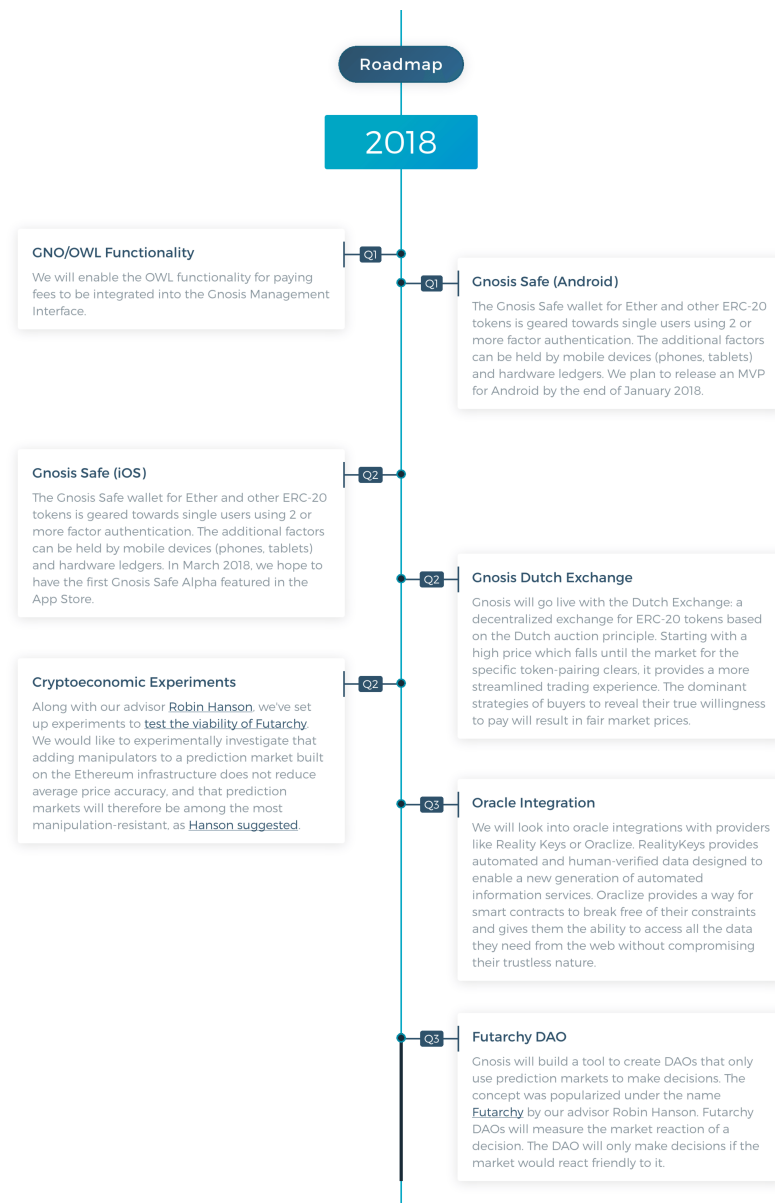 Roadmap
2018
GNO/OWL Functionality
We will enable the OWL functionality for paying
fees to be integrated into the Gnosis Management
Interface.
Q1
Q1
Gnosis Safe (Android)
The Gnosis Safe wallet for Ether and other ERC-20
tokens is geared towards single users using 2 or
more factor authentication. The additional factors
can be held by mobile devices (phones, tablets)
and hardware ledgers. We plan to release an MVP
for Android by the end of January 2018.
Gnosis Safe (iOS)
The Gnosis Safe wallet for Ether and other ERC-20
tokens is geared towards single users using 2 or
more factor authentication. The additional factors
can be held by mobile devices (phones, tablets)
and hardware ledgers. In March 2018, we hope to
have the first Gnosis Safe Alpha featured in the
App Store.
Q2
Q2
Gnosis Dutch Exchange
Gnosis will go live with the Dutch Exchange: a
decentralized exchange for ERC-20 tokens based
on the Dutch auction principle. Starting with a
high price which falls until the market for the
specific token-pairing clears, it provides a more
streamlined trading experience. The dominant
strategies of buyers to reveal their true willingness
to pay will result in fair market prices.
Cryptoeconomic Experiments
Along with our advisor Robin Hanson, we've set
up experiments to test the viability of Futarchy.
We would like to experimentally investigate that
adding manipulators to a prediction market built
on the Ethereum infrastructure does not reduce
average price accuracy, and that prediction
markets will therefore be among the most
manipulation-resistant, as Hanson suggested.
Q2
Q3
Oracle Integration
We will look into oracle integrations with providers
like Reality Keys or Oraclize. RealityKeys provides
automated and human-verified data designed to
enable a new generation of automated
information services. Oraclize provides a way for
smart contracts to break free of their constraints
and gives them the ability to access all the data
they need from the web without compromising
their trustless nature.
Q3
Futarchy DAO
Gnosis will build a tool to create DAOs that only
use prediction markets to make decisions. The
concept was popularized under the name
Futarchy by our advisor Robin Hanson. Futarchy
DAOs will measure the market reaction of a
decision. The DAO will only make decisions if the
market would react friendly to it.